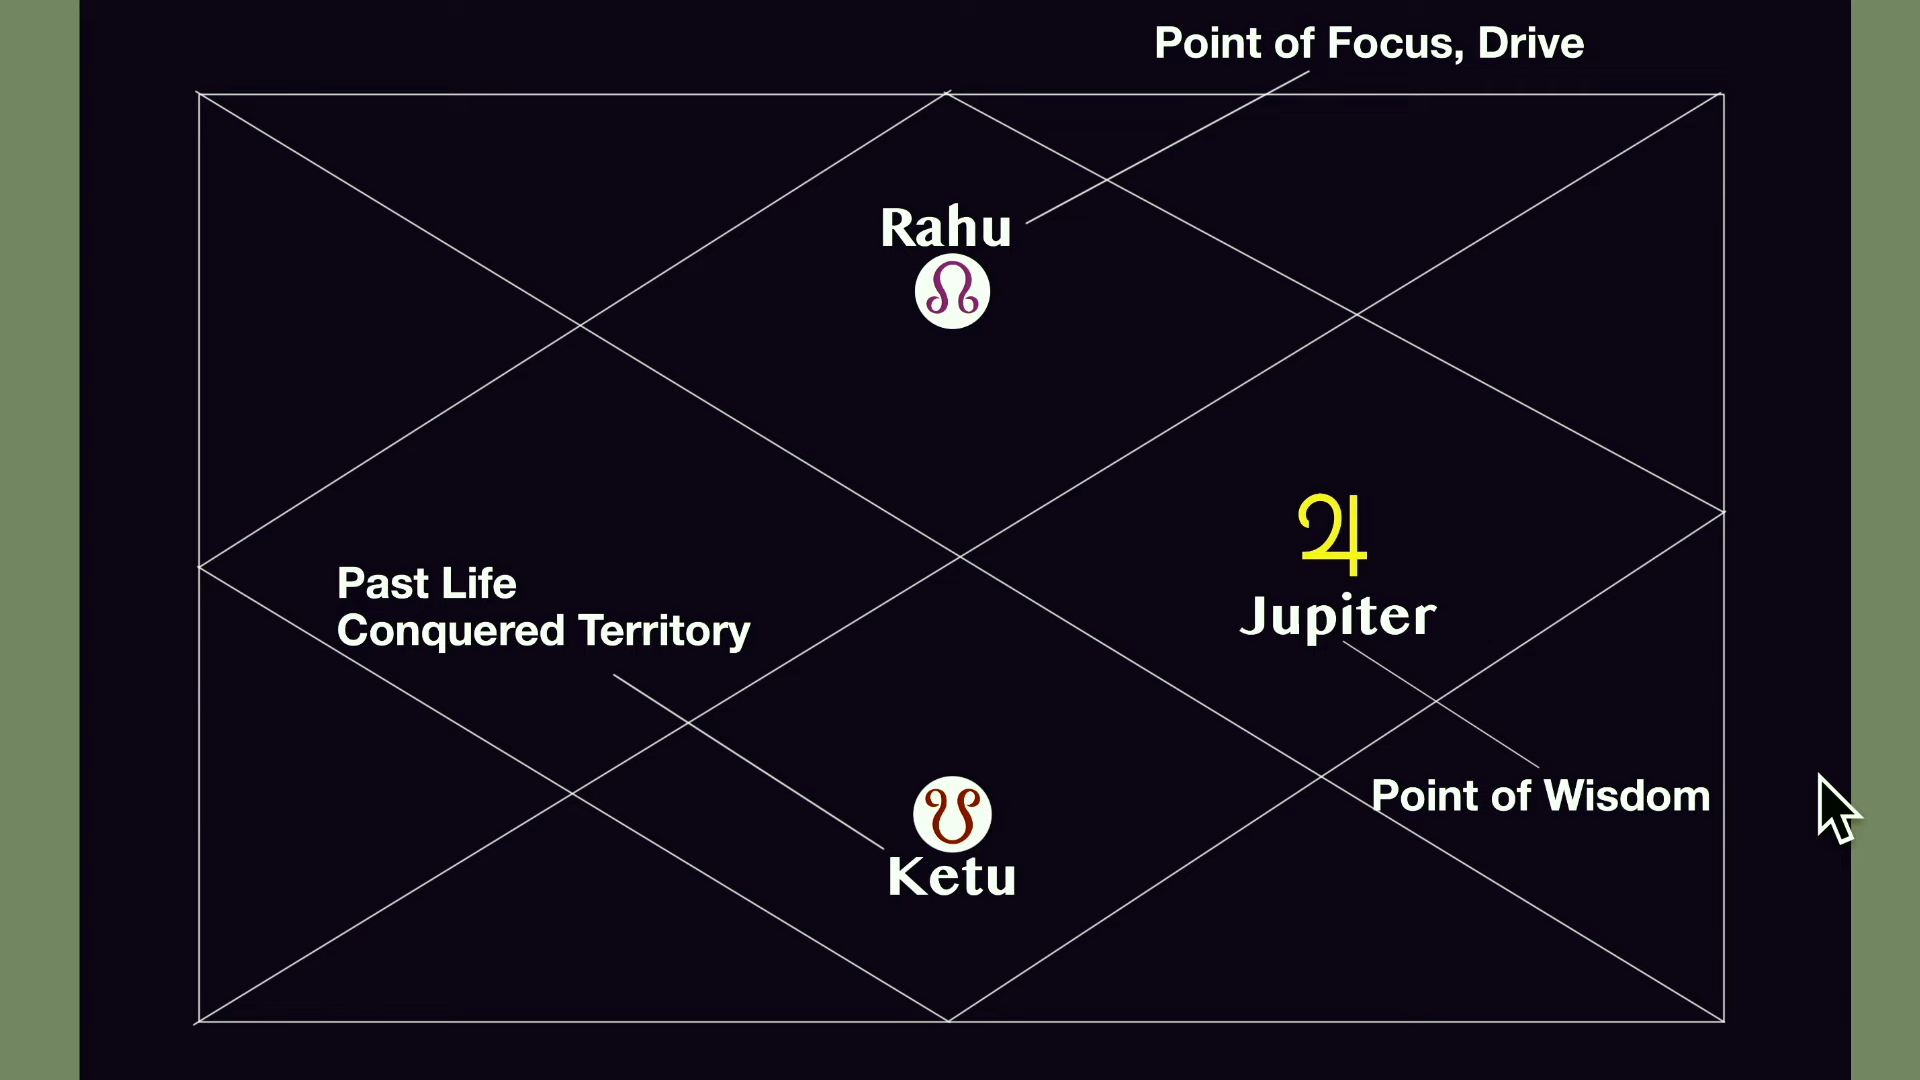 Point of Focus, Drive
Rahu
Jupiter
Past Life
Conquered Territory
Point of Wisdom
Ketu